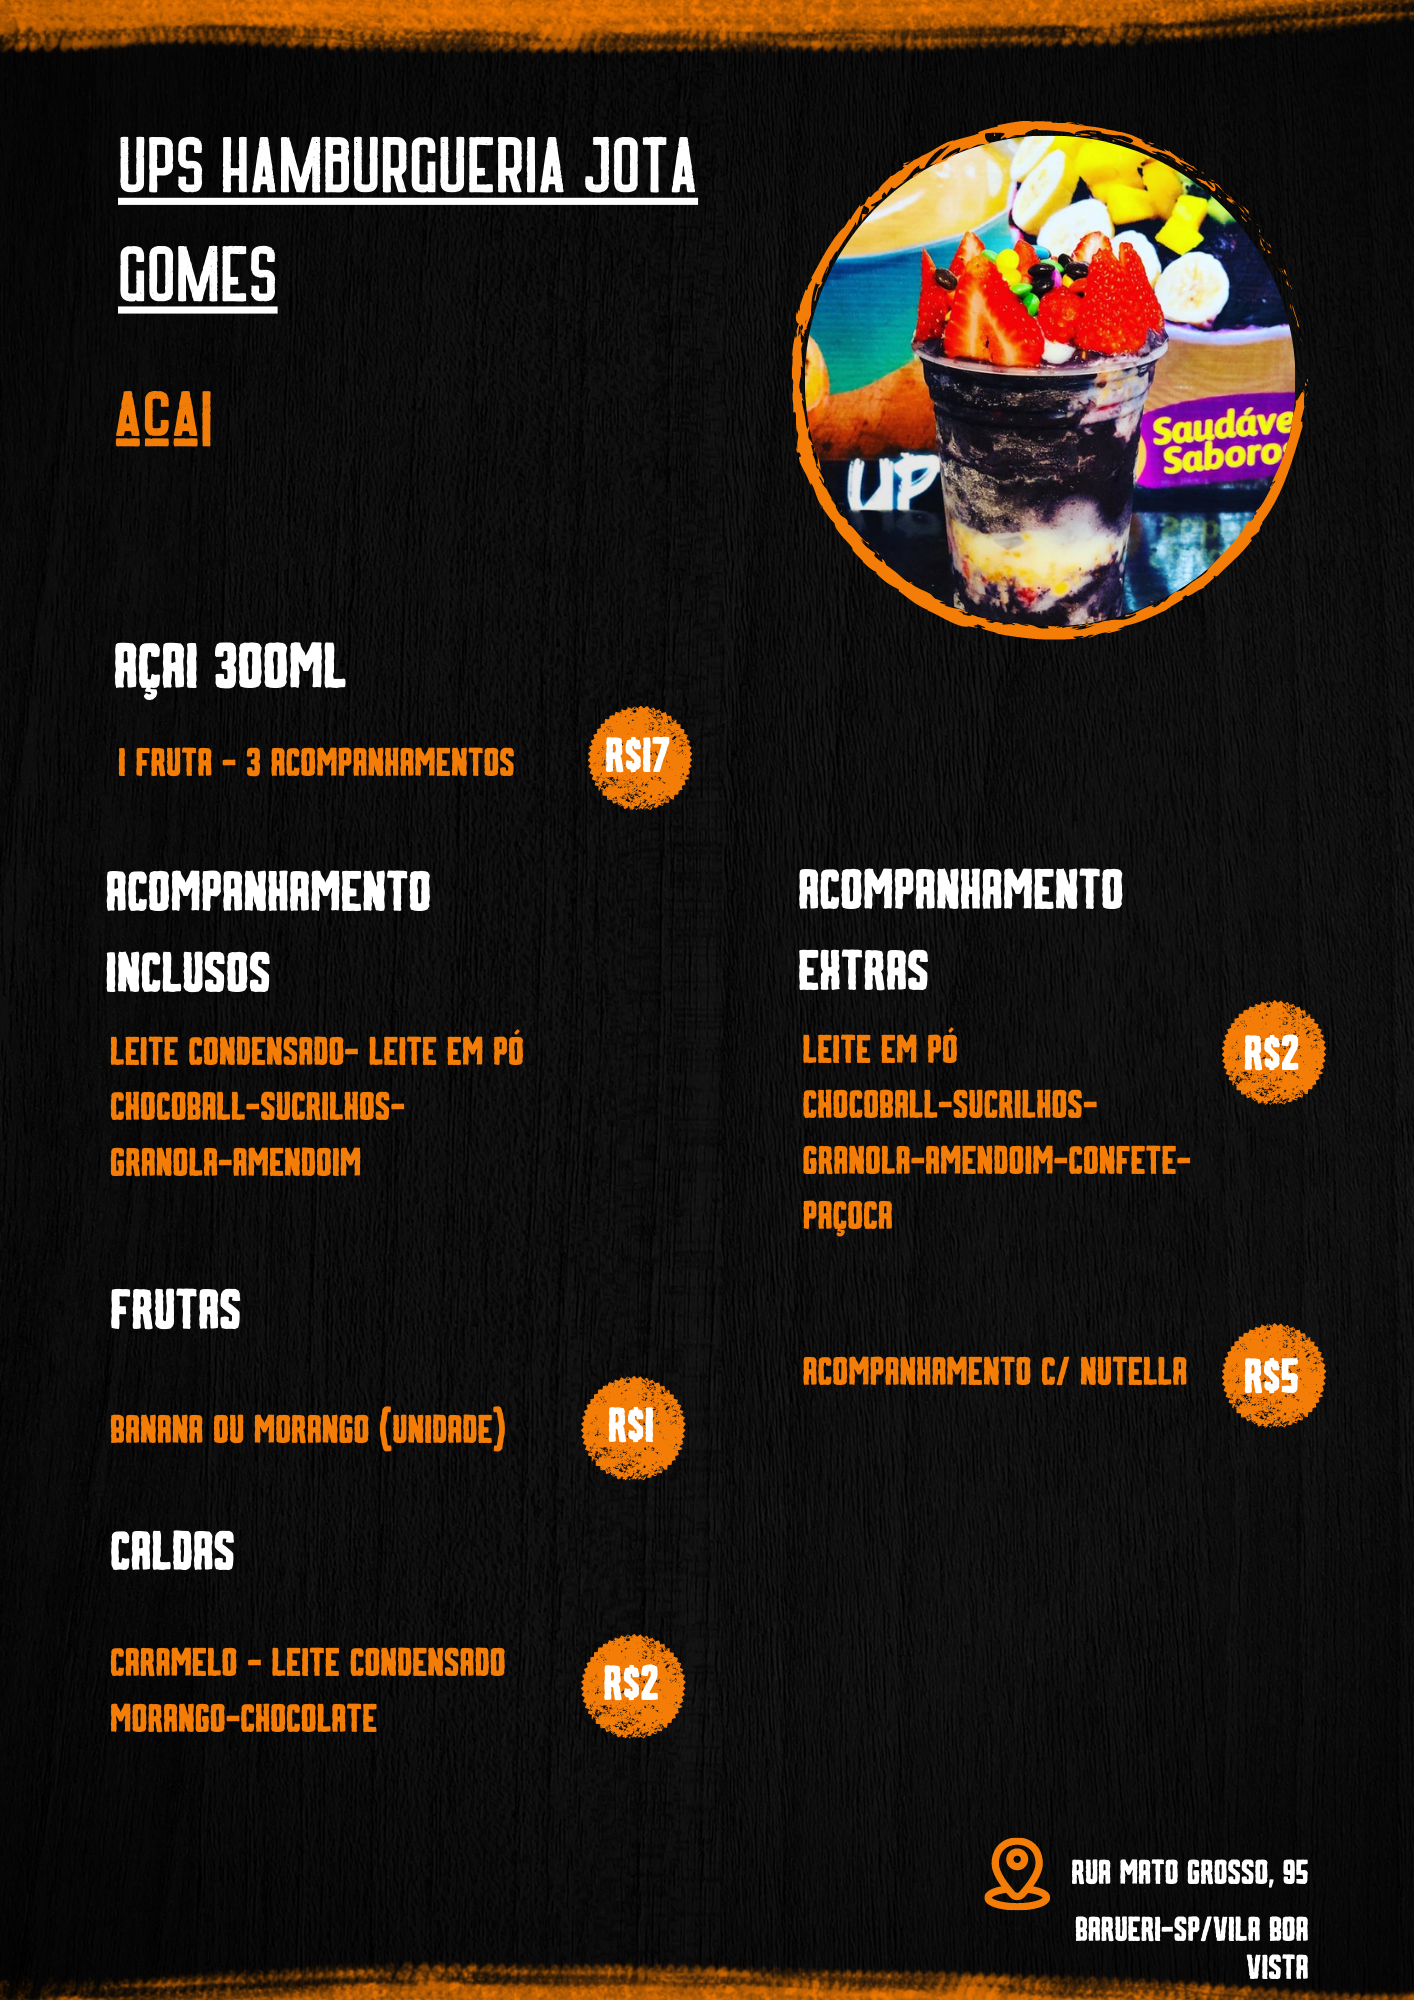 UPS HAMBURGUERIA JOTA
GOMES
ACAI
Saudáve
Saboro
UP
AÇAI 300ML
1 FRUTA - 3 ACOMPANHAMENTOS
R$17
ACOMPANHAMENTO
INCLUSOS
LEITE CONDENSADO- LEITE EM PÓ
CHOCOBALL-SUCRILHOS-
GRANOLA-AMENDOIM
FRUTAS
BANANA OU MORANGO (UNIDADE)
R$1
CALDAS
CARAMELO - LEITE CONDENSADO
MORANGO-CHOCOLATE
R$2
ACOMPANHAMENTO
EXTRAS
LEITE EM PÓ
R$2
CHOCOBALL-SUCRILHOS-
GRANOLA-AMENDOIM-CONFETE-
PAÇOCA
ACOMPANHAMENTO C/ NUTELLA
R$5
RUA MATO GROSSO, 95
BARUERI-SP/VILA BOA
VISTA